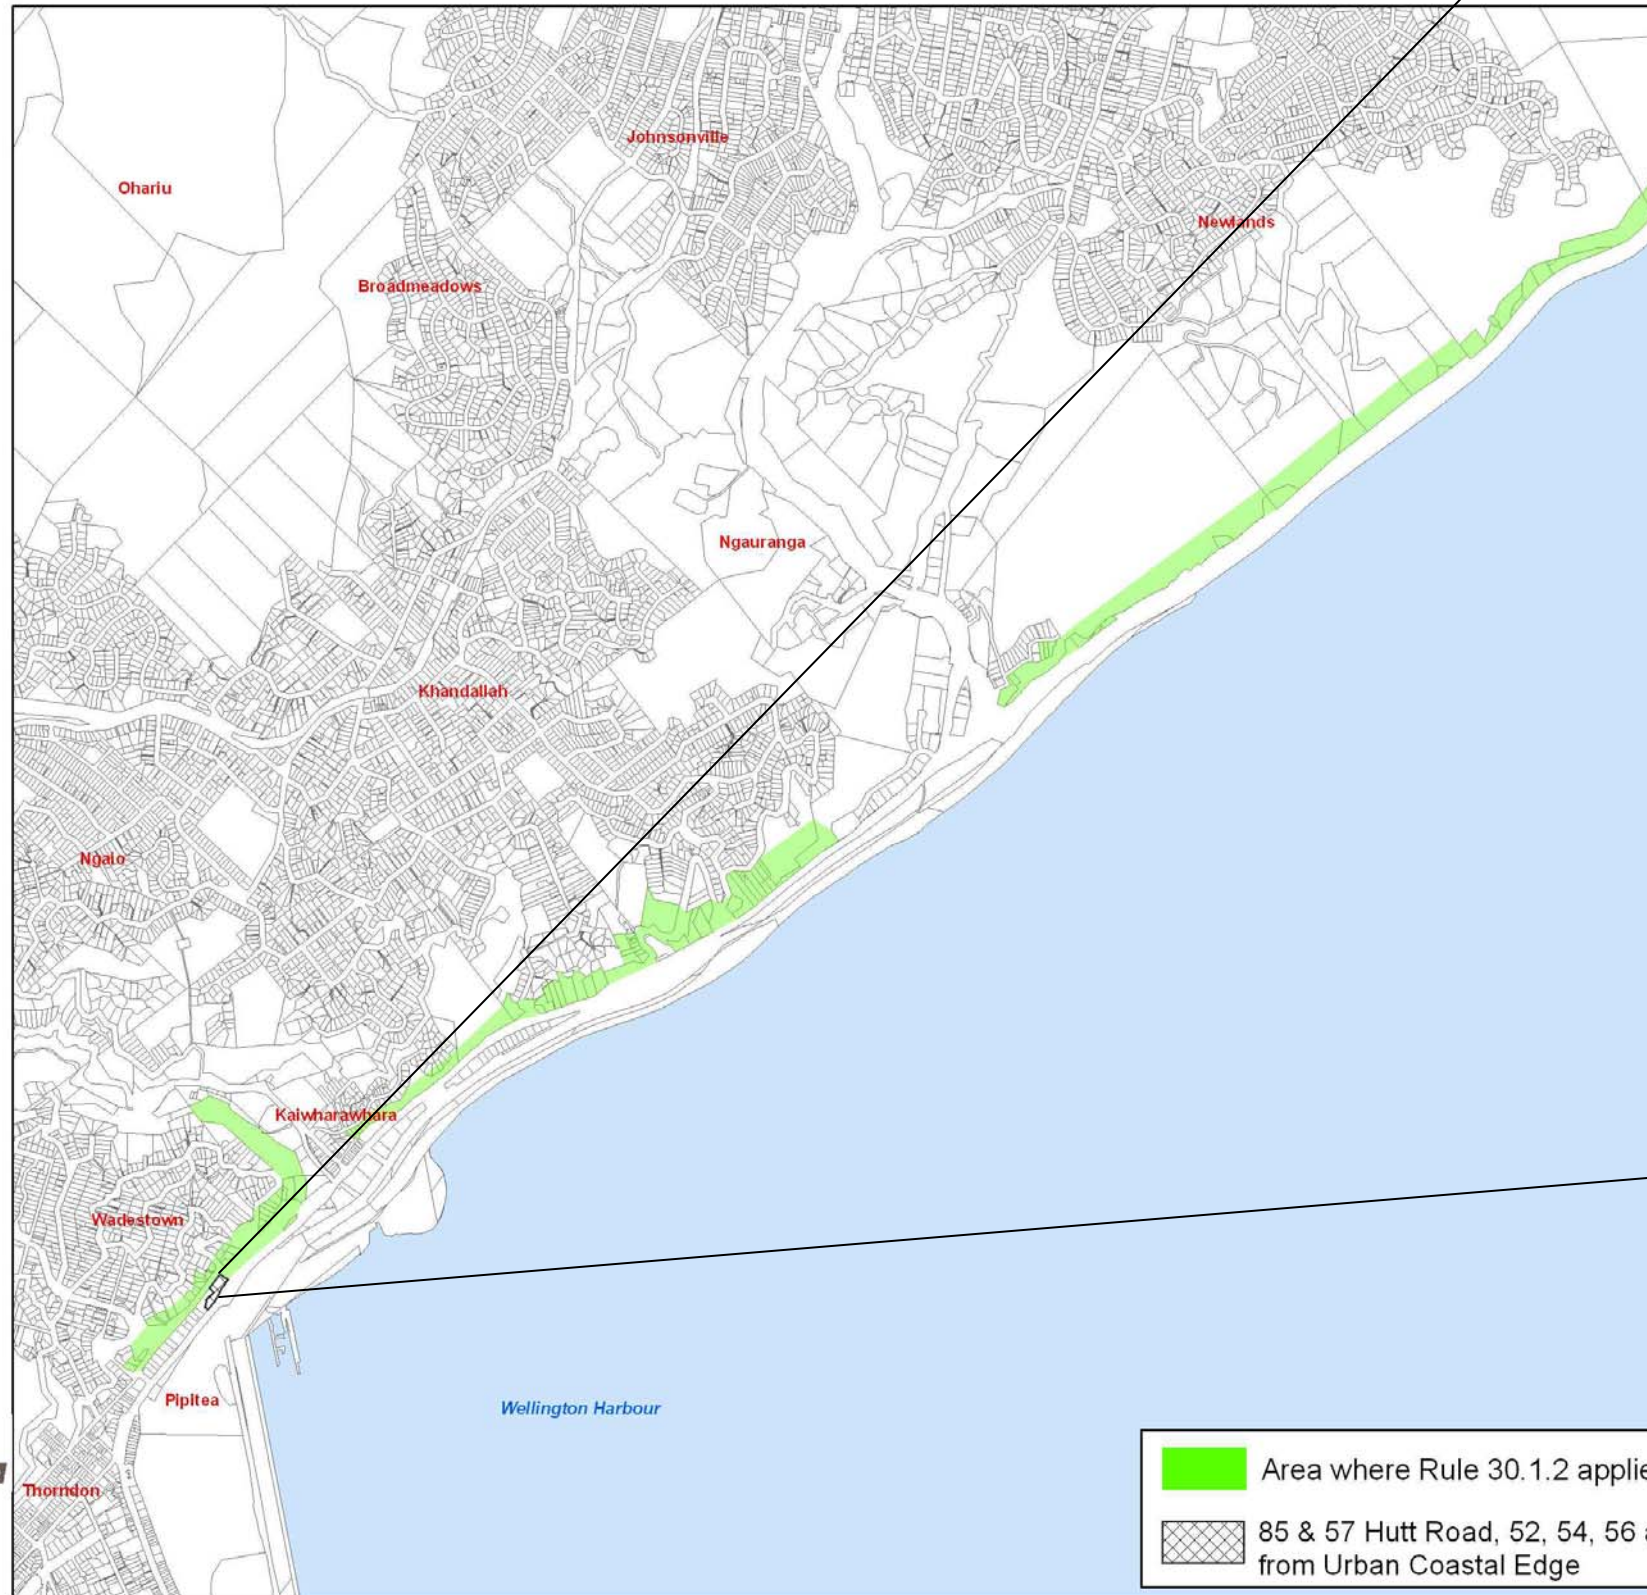 Johnsonville
Ohariu
Newlands
Broadmeadows
Ngauranga
Khandallah
Ngaio
Kaiwharawhara
Wadestown
Pipitea
Wellington Harbour
Thorndon
Area where Rule 30.1.2 applie
85 & 57 Hutt Road, 52, 54, 56 a
from Urban Coastal Edge